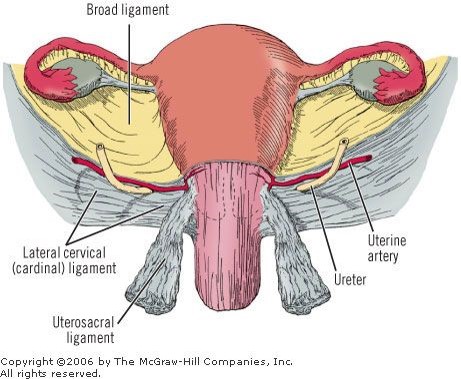 Broad ligament
Lateral cervical
(cardinal) ligament
Uterine
artery
Ureter
Uterosacral
ligament
Copyright ©2006 by The McGraw-Hill Companies, Inc.
All rights reserved.